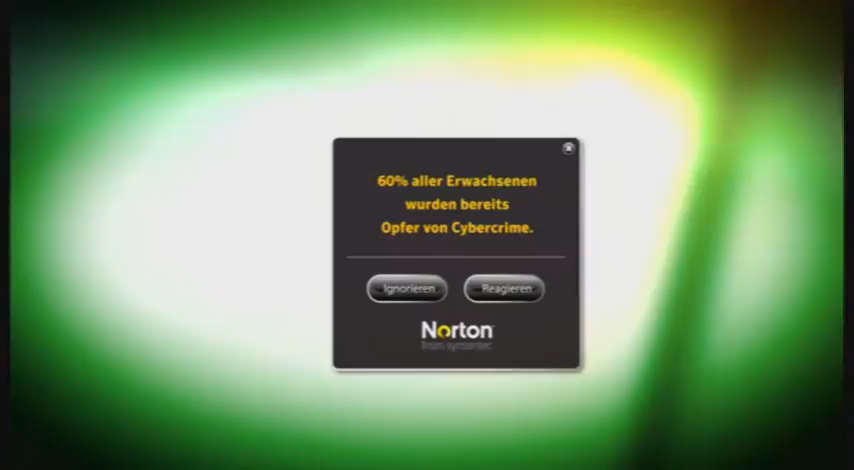 60% aller Erwachsenen
wurden bereits
Opfer von Cybercrime.
Ignorieren
Reagieren
Norton
from symantec